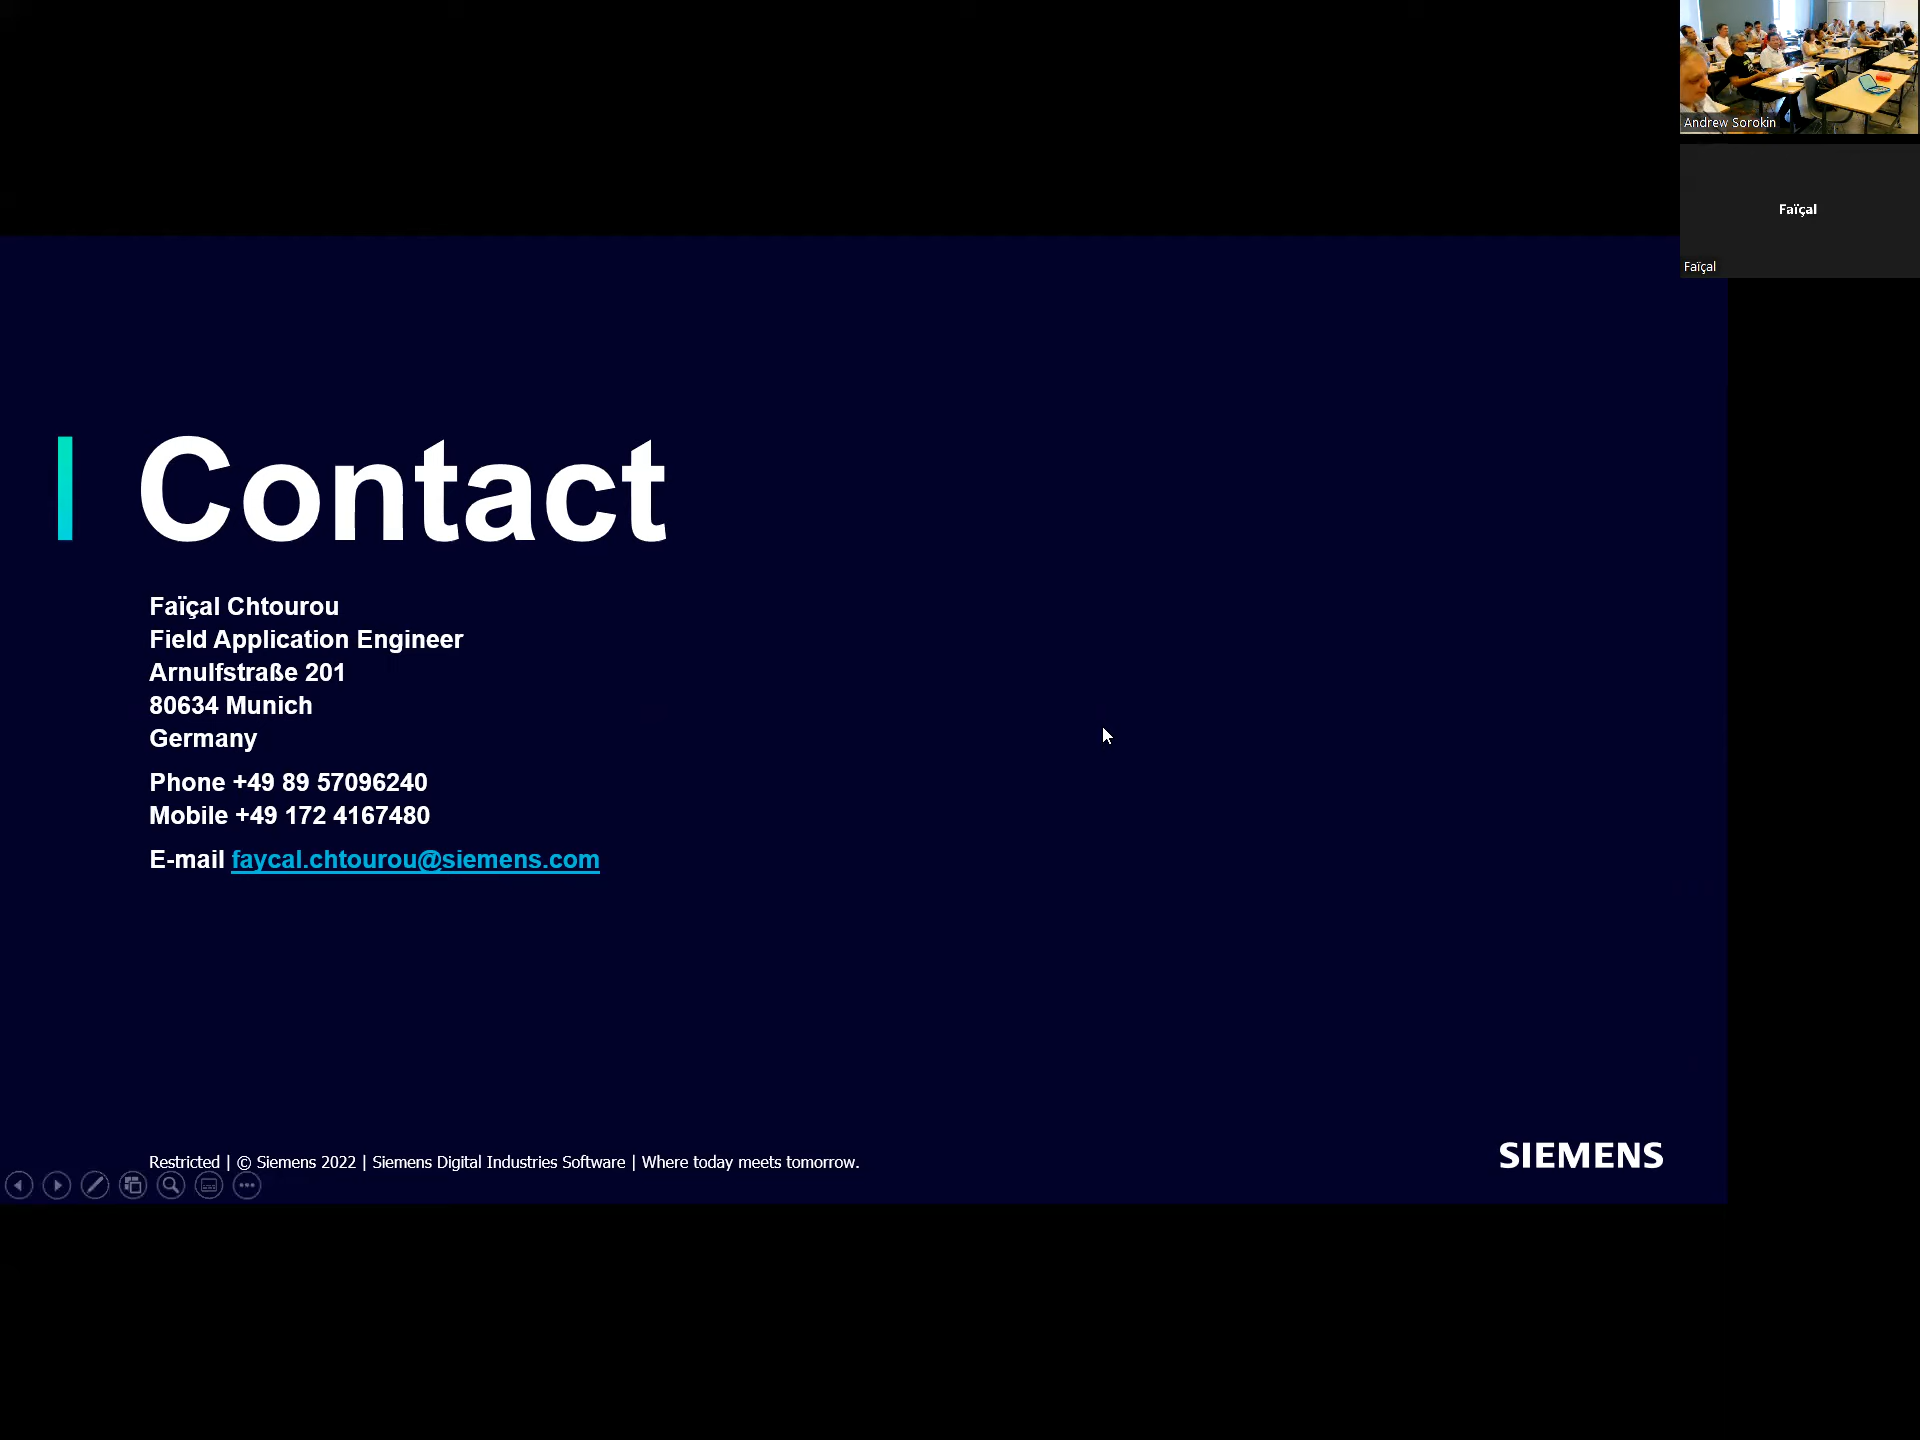 Andrew Sorokin
Faïçal
Faïçal
Contact
Faïçal Chtourou
Field Application Engineer
Arnulfstraße 201
80634 Munich
Germany
Phone +49 89 57096240
Mobile +49 172 4167480
E-mail faycal.chtourou@siemens.com
Restricted | © Siemens 2022 | Siemens Digital Industries Software | Where today meets tomorrow.
SIEMENS